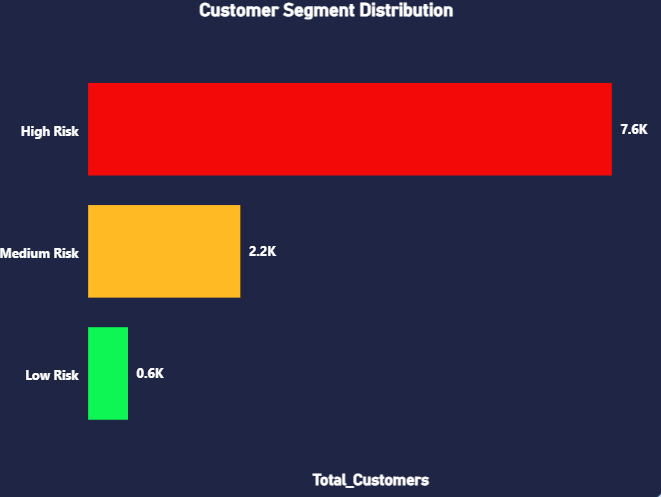 Customer Segment Distribution
High Risk
7.6K
Medium Risk
2.2K
Low Risk
0.6K
Total_Customers